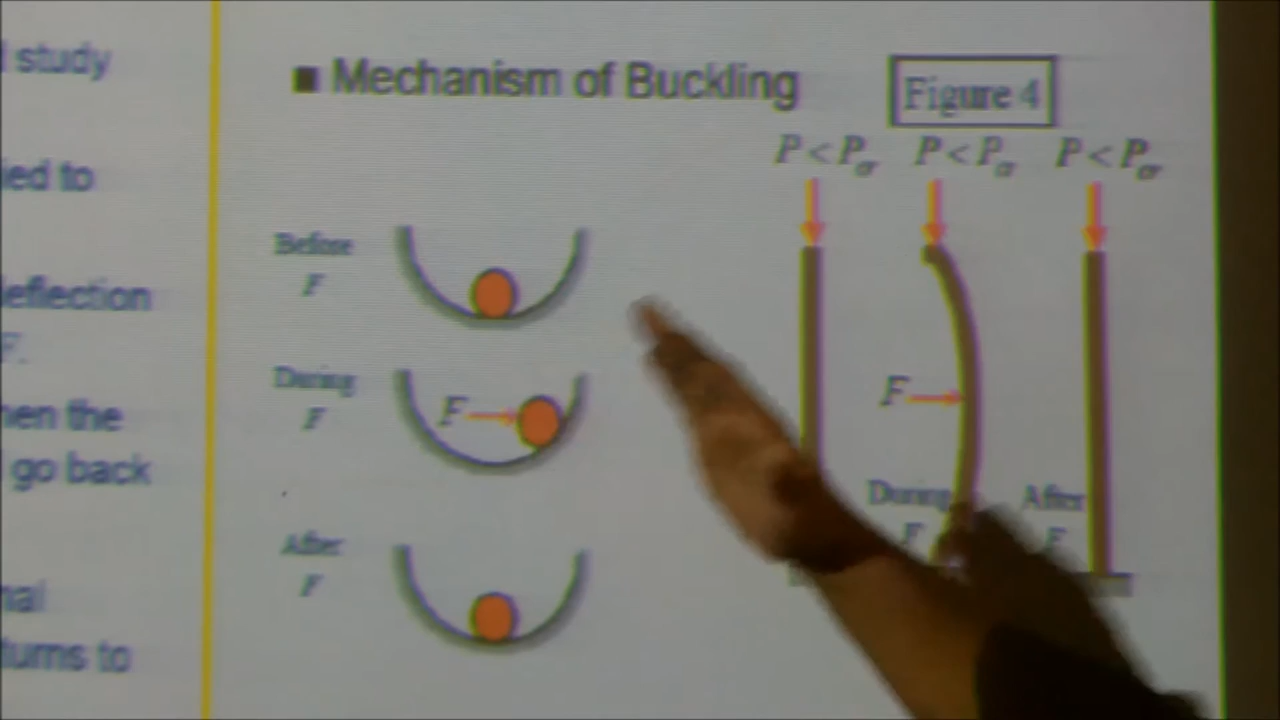 study
ied to
eflection
F.
hen the
go back
nal
turns to
■ Mechanism of Buckling
Figure 4
P < Pcr P < Pcr P < Pcr
Before
F
During
F
F
After
F
F
During
F
After
F